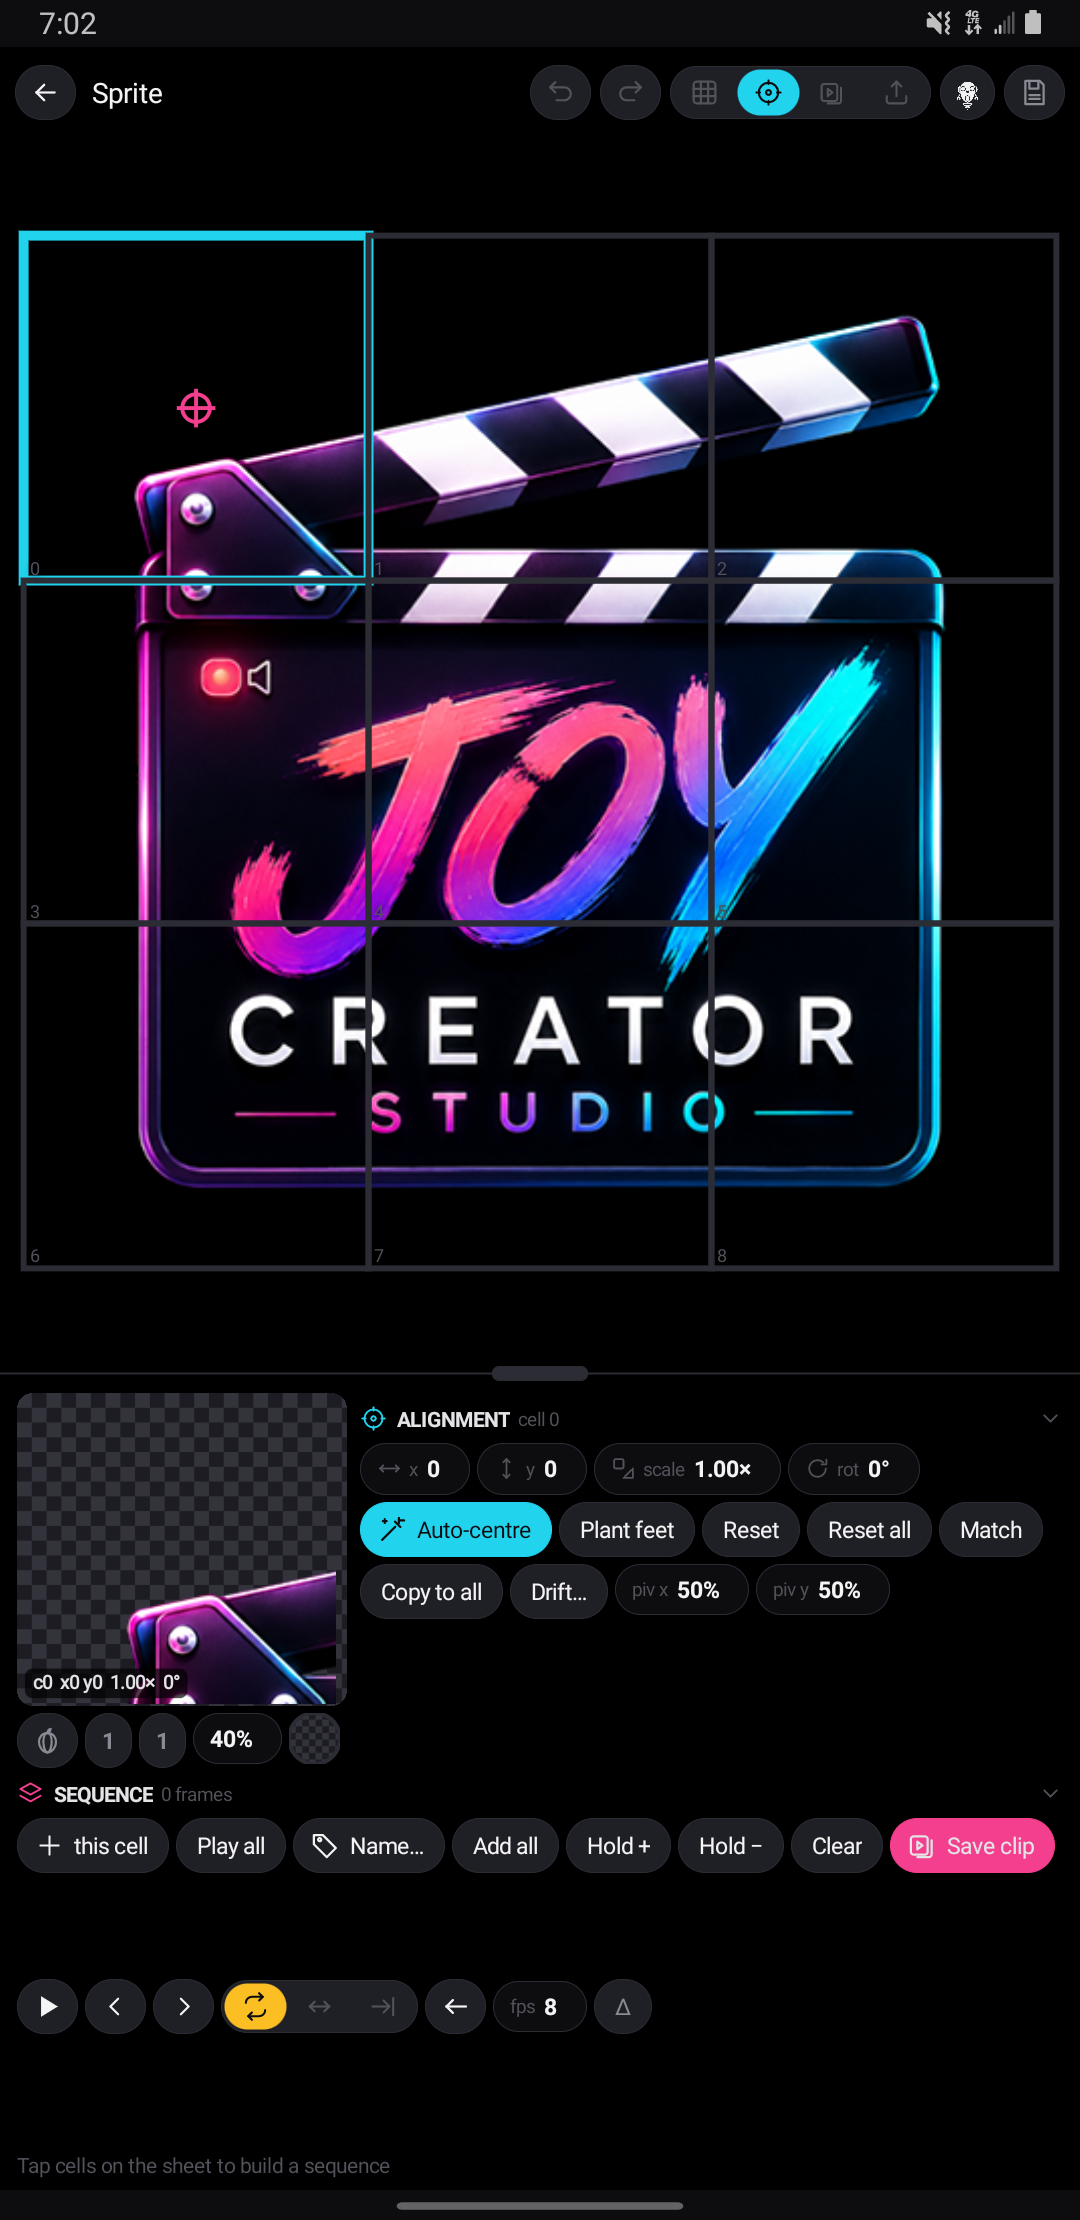 7:02
4G
LTE
Sprite
0
1
2
3
4
5
6
7
8
JOY
CREATOR
STUDIO
ALIGNMENT cell 0
x 0
y 0
scale 1.00×
rot 0°
Auto-centre
Plant feet
Reset
Reset all
Match
Copy to all
Drift...
piv x 50%
piv y 50%
c0 x0 y0 1.00× 0°
1
1
40%
SEQUENCE 0 frames
this cell
Play all
Name...
Add all
Hold +
Hold −
Clear
Save clip
fps 8
Δ
Tap cells on the sheet to build a sequence